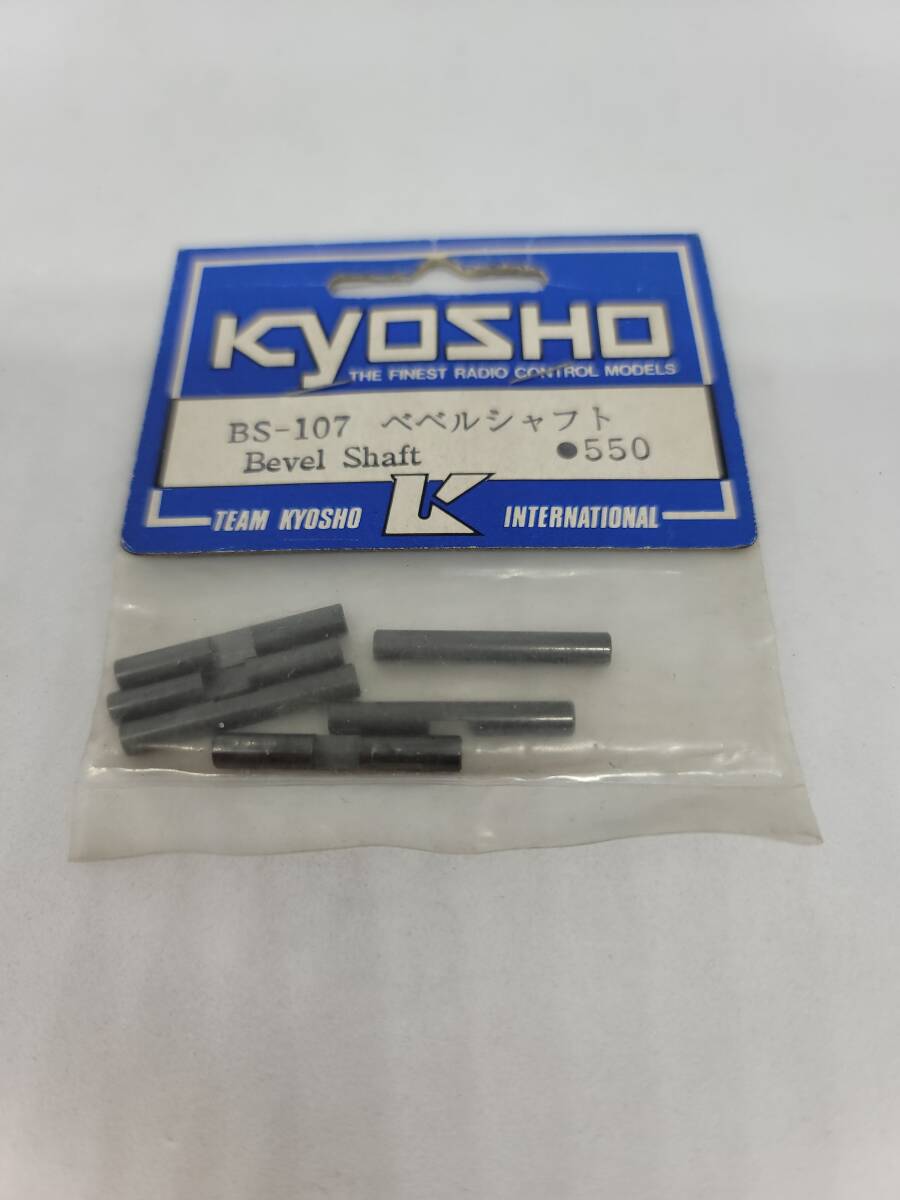 KYOSHO
THE FINEST RADIO CONTROL MODELS
BS-107 ベベルシャフト
Bevel Shaft ●550
TEAM KYOSHO K INTERNATIONAL